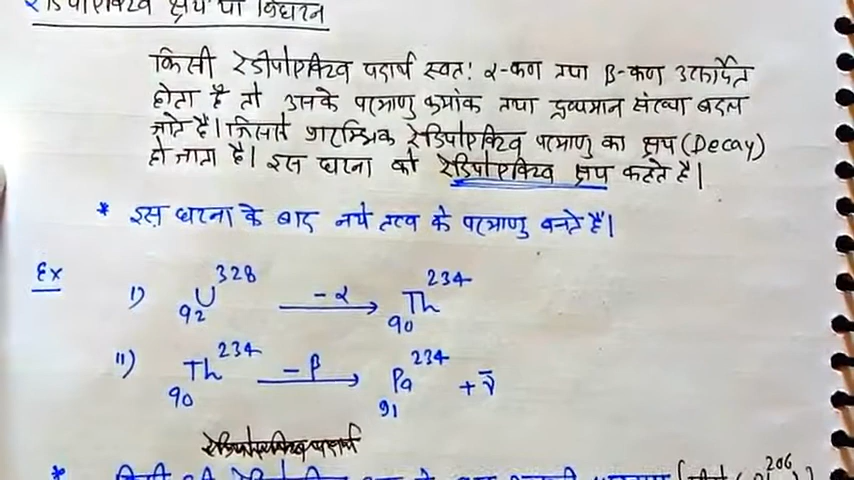 रेडियोएक्टिव क्षय या विघटन
किसी रेडीयोएक्टिव पदार्थ स्वत: α-कण तथा β-कण उत्सर्जित
होता है तो उसके परमाणु क्रमांक तथा द्रव्यमान संख्या बदल
जाते है। जिससे प्रारम्भिक रेडियोएक्टिव परमाणु का क्षय (Decay)
हो जाता है। इस घटना को रेडियोएक्टिव क्षय कहते है।
* इस घटना के बाद नये तत्व के परमाणु बनते है।
Ex
i) ₉₂U³²⁸ —-α→ ₉₀Th²³⁴
ii) ₉₀Th²³⁴ —-β→ ₉₁Pa²³⁴ + ν̄